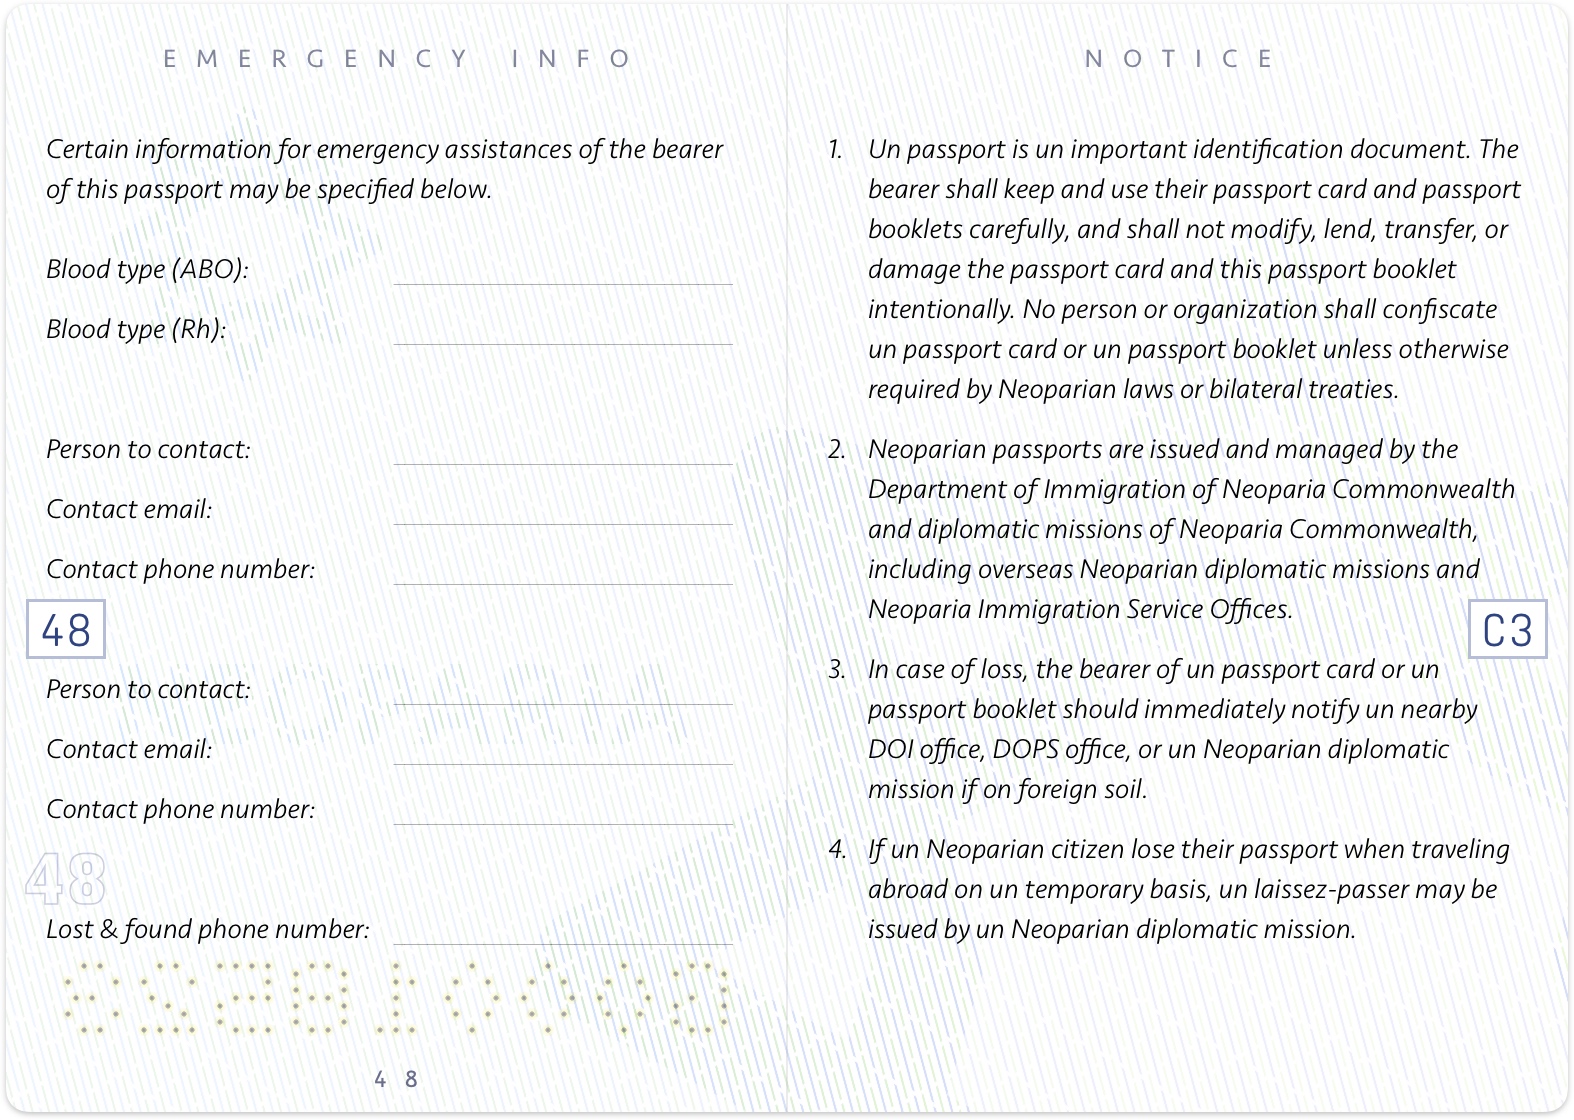 EMERGENCY INFO
Certain information for emergency assistances of the bearer
of this passport may be specified below.
Blood type (ABO):
Blood type (Rh):
Person to contact:
Contact email:
Contact phone number:
48
Person to contact:
Contact email:
Contact phone number:
48
Lost & found phone number:
4 8
NOTICE
1. Un passport is un important identification document. The
bearer shall keep and use their passport card and passport
booklets carefully, and shall not modify, lend, transfer, or
damage the passport card and this passport booklet
intentionally. No person or organization shall confiscate
un passport card or un passport booklet unless otherwise
required by Neoparian laws or bilateral treaties.
2. Neoparian passports are issued and managed by the
Department of Immigration of Neoparia Commonwealth
and diplomatic missions of Neoparia Commonwealth,
including overseas Neoparian diplomatic missions and
Neoparia Immigration Service Offices.
C3
3. In case of loss, the bearer of un passport card or un
passport booklet should immediately notify un nearby
DOI office, DOPS office, or un Neoparian diplomatic
mission if on foreign soil.
4. If un Neoparian citizen lose their passport when traveling
abroad on un temporary basis, un laissez-passer may be
issued by un Neoparian diplomatic mission.